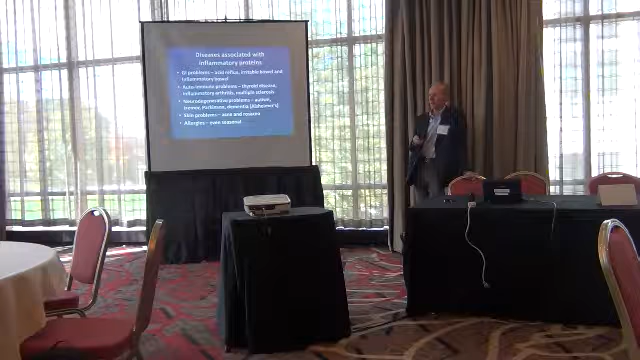 Diseases associated with
inflammatory proteins
• GI problems – acid reflux, irritable bowel and
inflammatory bowel
• Auto-immune problems – thyroid disease,
inflammatory arthritis, multiple sclerosis
• Neurodegenerative problems – autism,
tremor, Parkinsons, dementia (Alzheimer's)
• Skin problems – acne and rosacea
• Allergies – even seasonal